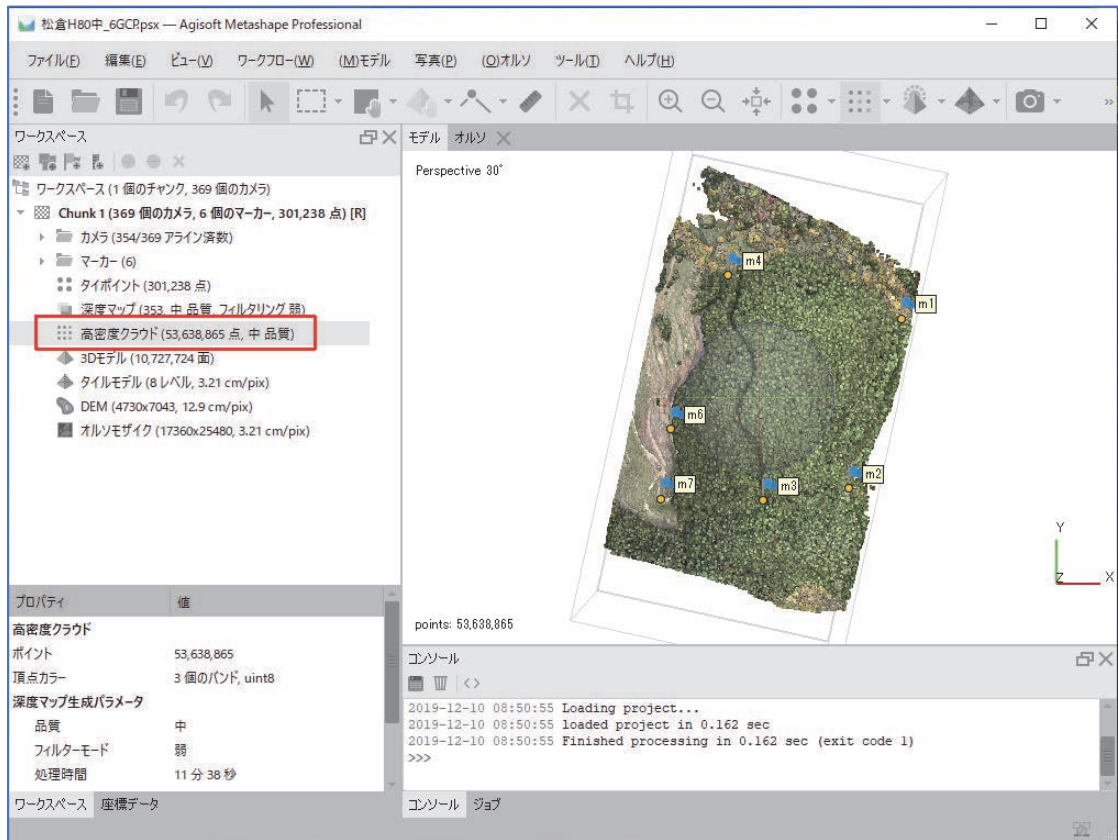 松倉H80中_6GCP.psx — Agisoft Metashape Professional
ファイル(F) 編集(E) ビュー(V) ワークフロー(W) (M)モデル 写真(P) (O)オルソ ツール(T) ヘルプ(H)
ワークスペース
ワークスペース (1 個のチャンク, 369 個のカメラ)
Chunk 1 (369 個のカメラ, 6 個のマーカー, 301,238 点) [R]
カメラ (354/369 アライン済数)
マーカー (6)
タイポイント (301,238 点)
深度マップ (353, 中 品質, フィルタリング 弱)
高密度クラウド (53,638,865 点, 中 品質)
3Dモデル (10,727,724 面)
タイルモデル (8 レベル, 3.21 cm/pix)
DEM (4730x7043, 12.9 cm/pix)
オルソモザイク (17360x25480, 3.21 cm/pix)
プロパティ 値
高密度クラウド
ポイント 53,638,865
頂点カラー 3 個のバンド, uint8
深度マップ生成パラメータ
品質 中
フィルターモード 弱
処理時間 11 分 38 秒
ワークスペース 座標データ
モデル オルソ
Perspective 30°
m4
m1
m6
m2
m7
m3
Y
Z X
points: 53,638,865
コンソール
2019-12-10 08:50:55 Loading project...
2019-12-10 08:50:55 loaded project in 0.162 sec
2019-12-10 08:50:55 Finished processing in 0.162 sec (exit code 1)
>>>
コンソール ジョブ